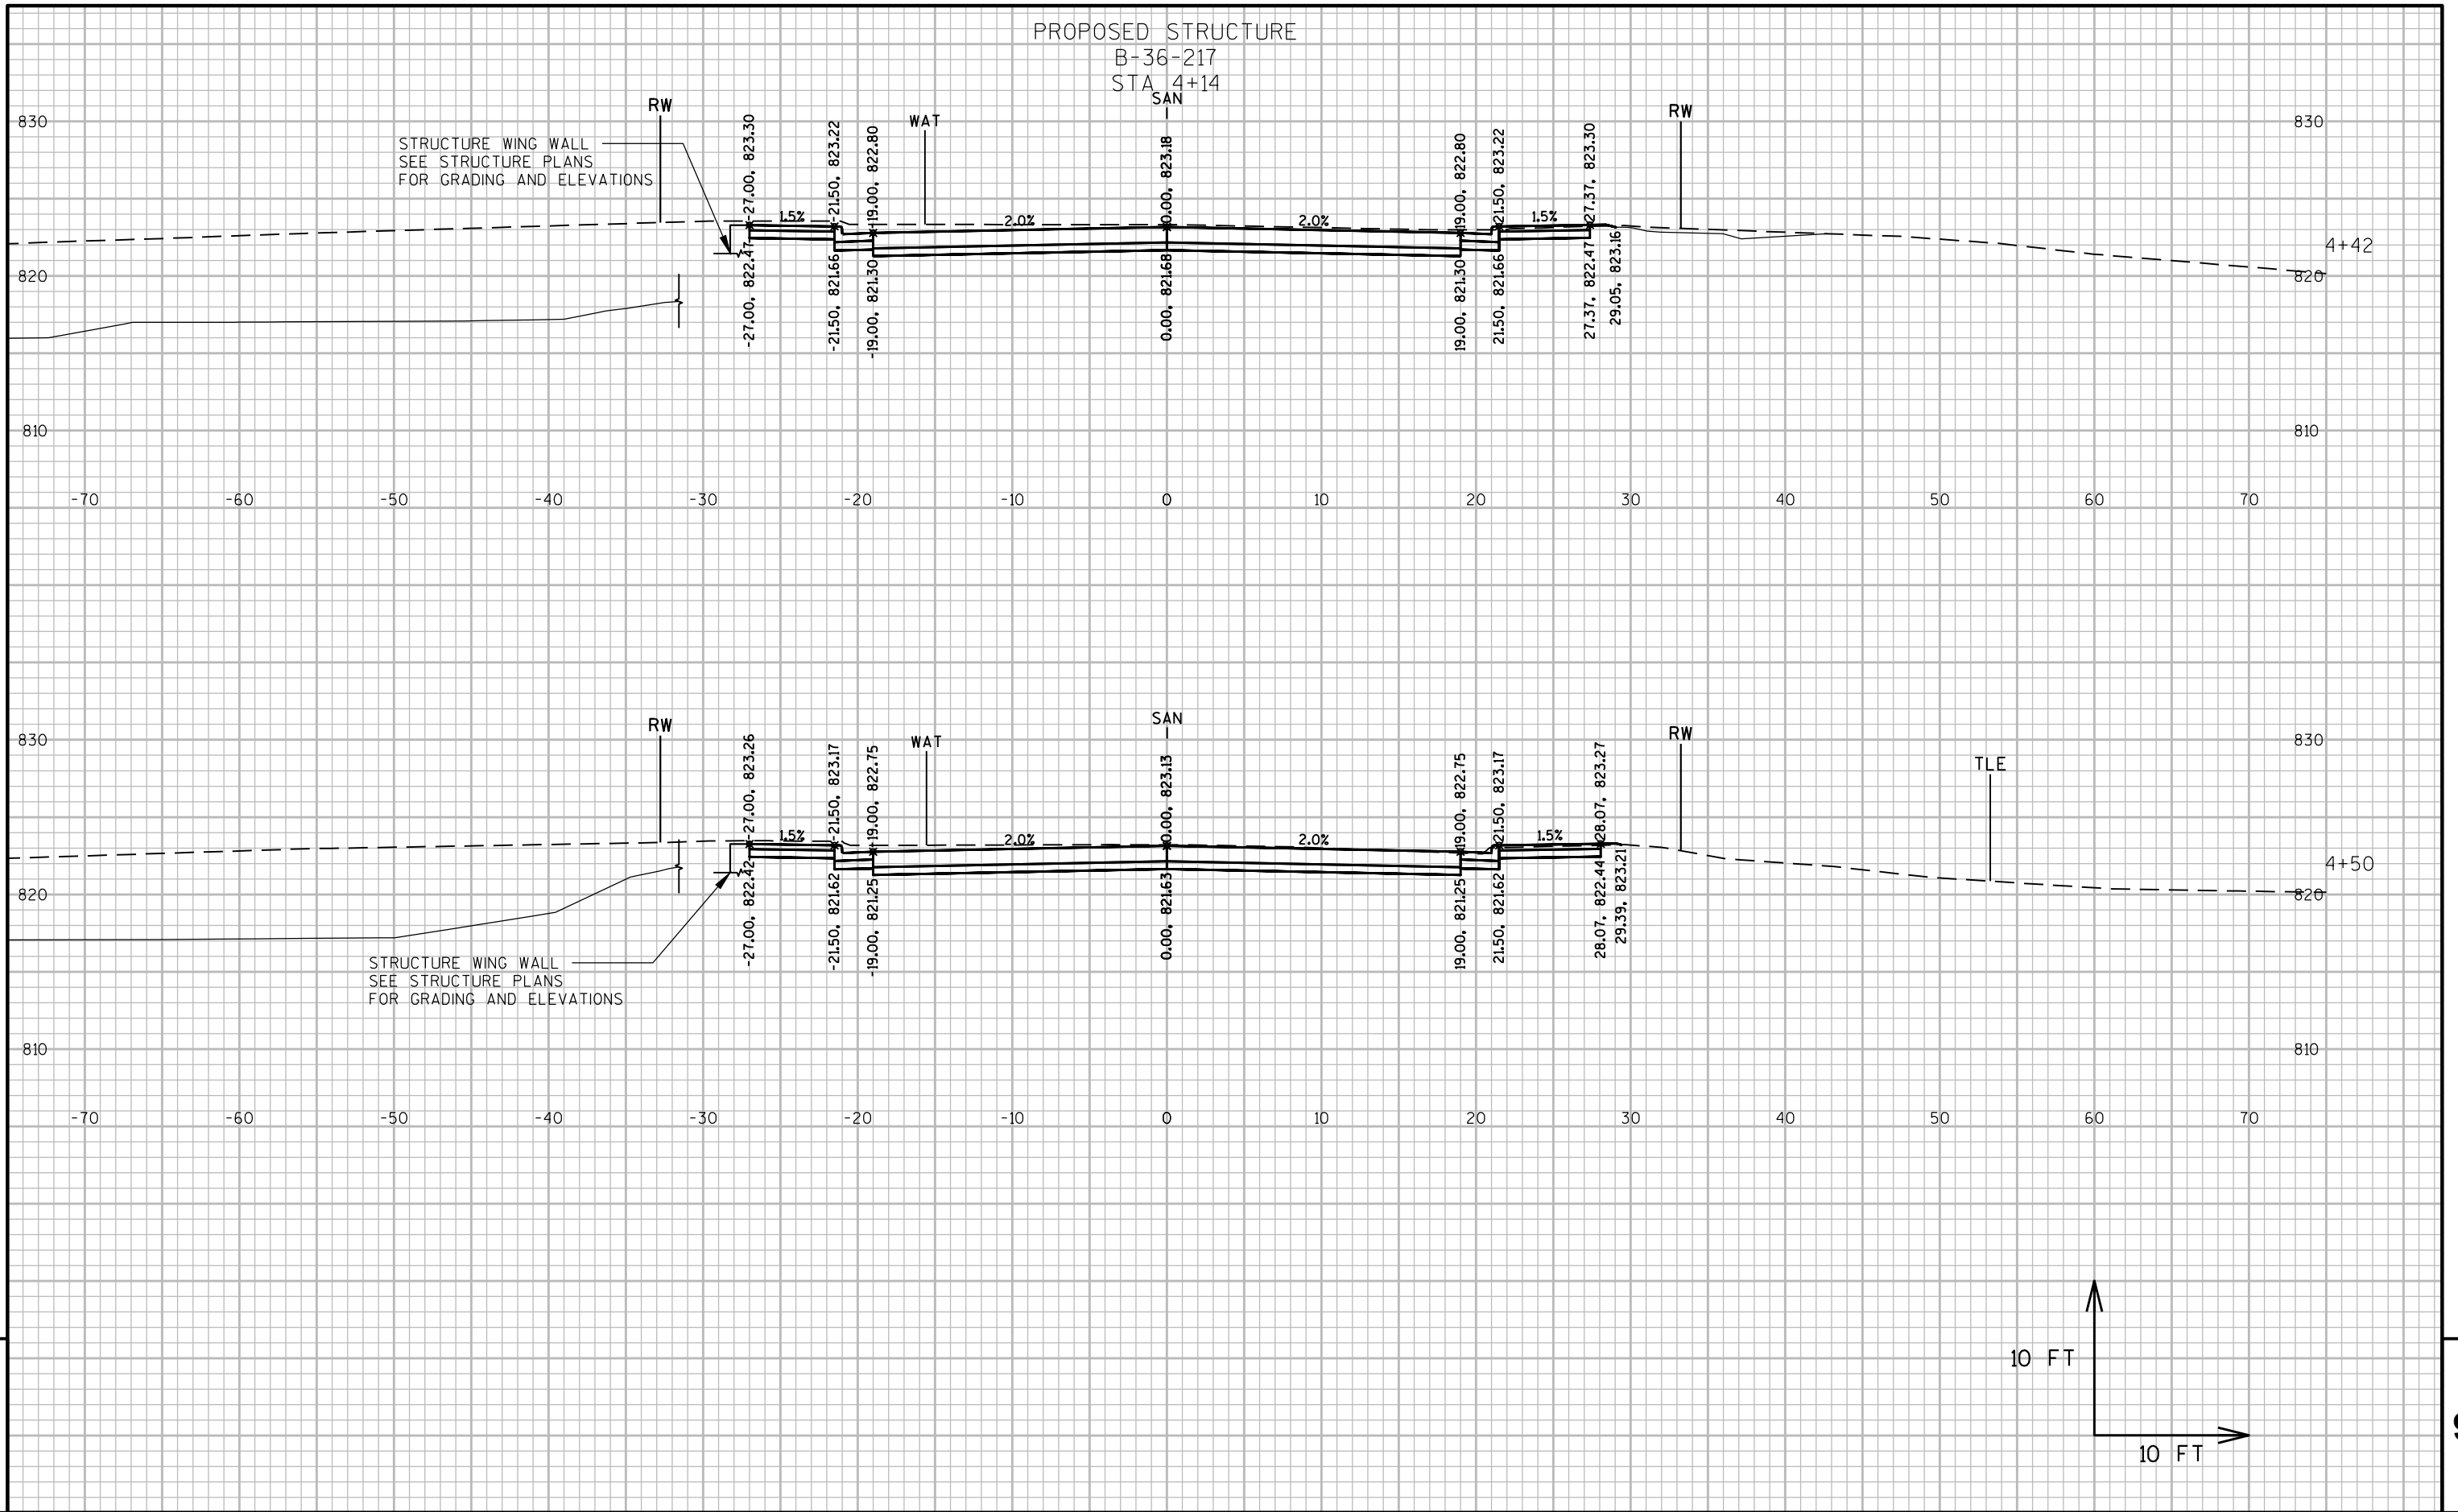 PROPOSED STRUCTURE
B-36-217
STA 4+14
SAN
RW
WAT
RW
830
830
STRUCTURE WING WALL
SEE STRUCTURE PLANS
FOR GRADING AND ELEVATIONS
-27.00, 823.30
-21.50, 823.22
-19.00, 822.80
0.00, 823.18
19.00, 822.80
21.50, 823.22
27.37, 823.30
1.5%
2.0%
2.0%
1.5%
4+42
820
820
-27.00, 822.47
-21.50, 821.66
-19.00, 821.30
0.00, 821.68
19.00, 821.30
21.50, 821.66
27.37, 822.47
29.05, 823.16
810
810
-70 -60 -50 -40 -30 -20 -10 0 10 20 30 40 50 60 70
SAN
RW
WAT
RW
TLE
830
830
-27.00, 823.26
-21.50, 823.17
-19.00, 822.75
0.00, 823.13
19.00, 822.75
21.50, 823.17
28.07, 823.27
1.5%
2.0%
2.0%
1.5%
4+50
820
820
-27.00, 822.42
-21.50, 821.62
-19.00, 821.25
0.00, 821.63
19.00, 821.25
21.50, 821.62
28.07, 822.44
29.39, 823.21
STRUCTURE WING WALL
SEE STRUCTURE PLANS
FOR GRADING AND ELEVATIONS
810
810
-70 -60 -50 -40 -30 -20 -10 0 10 20 30 40 50 60 70
10 FT
10 FT